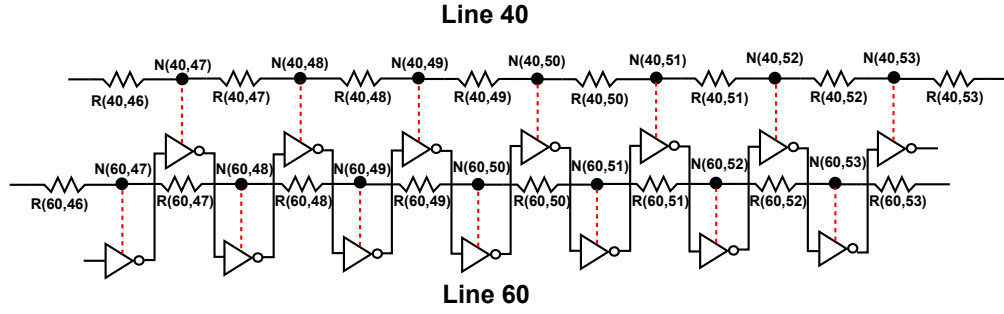 Line 40
N(40,47) N(40,48) N(40,49) N(40,50) N(40,51) N(40,52) N(40,53)
R(40,46) R(40,47) R(40,48) R(40,49) R(40,50) R(40,51) R(40,52) R(40,53)
N(60,47) N(60,48) N(60,49) N(60,50) N(60,51) N(60,52) N(60,53)
R(60,46) R(60,47) R(60,48) R(60,49) R(60,50) R(60,51) R(60,52) R(60,53)
Line 60